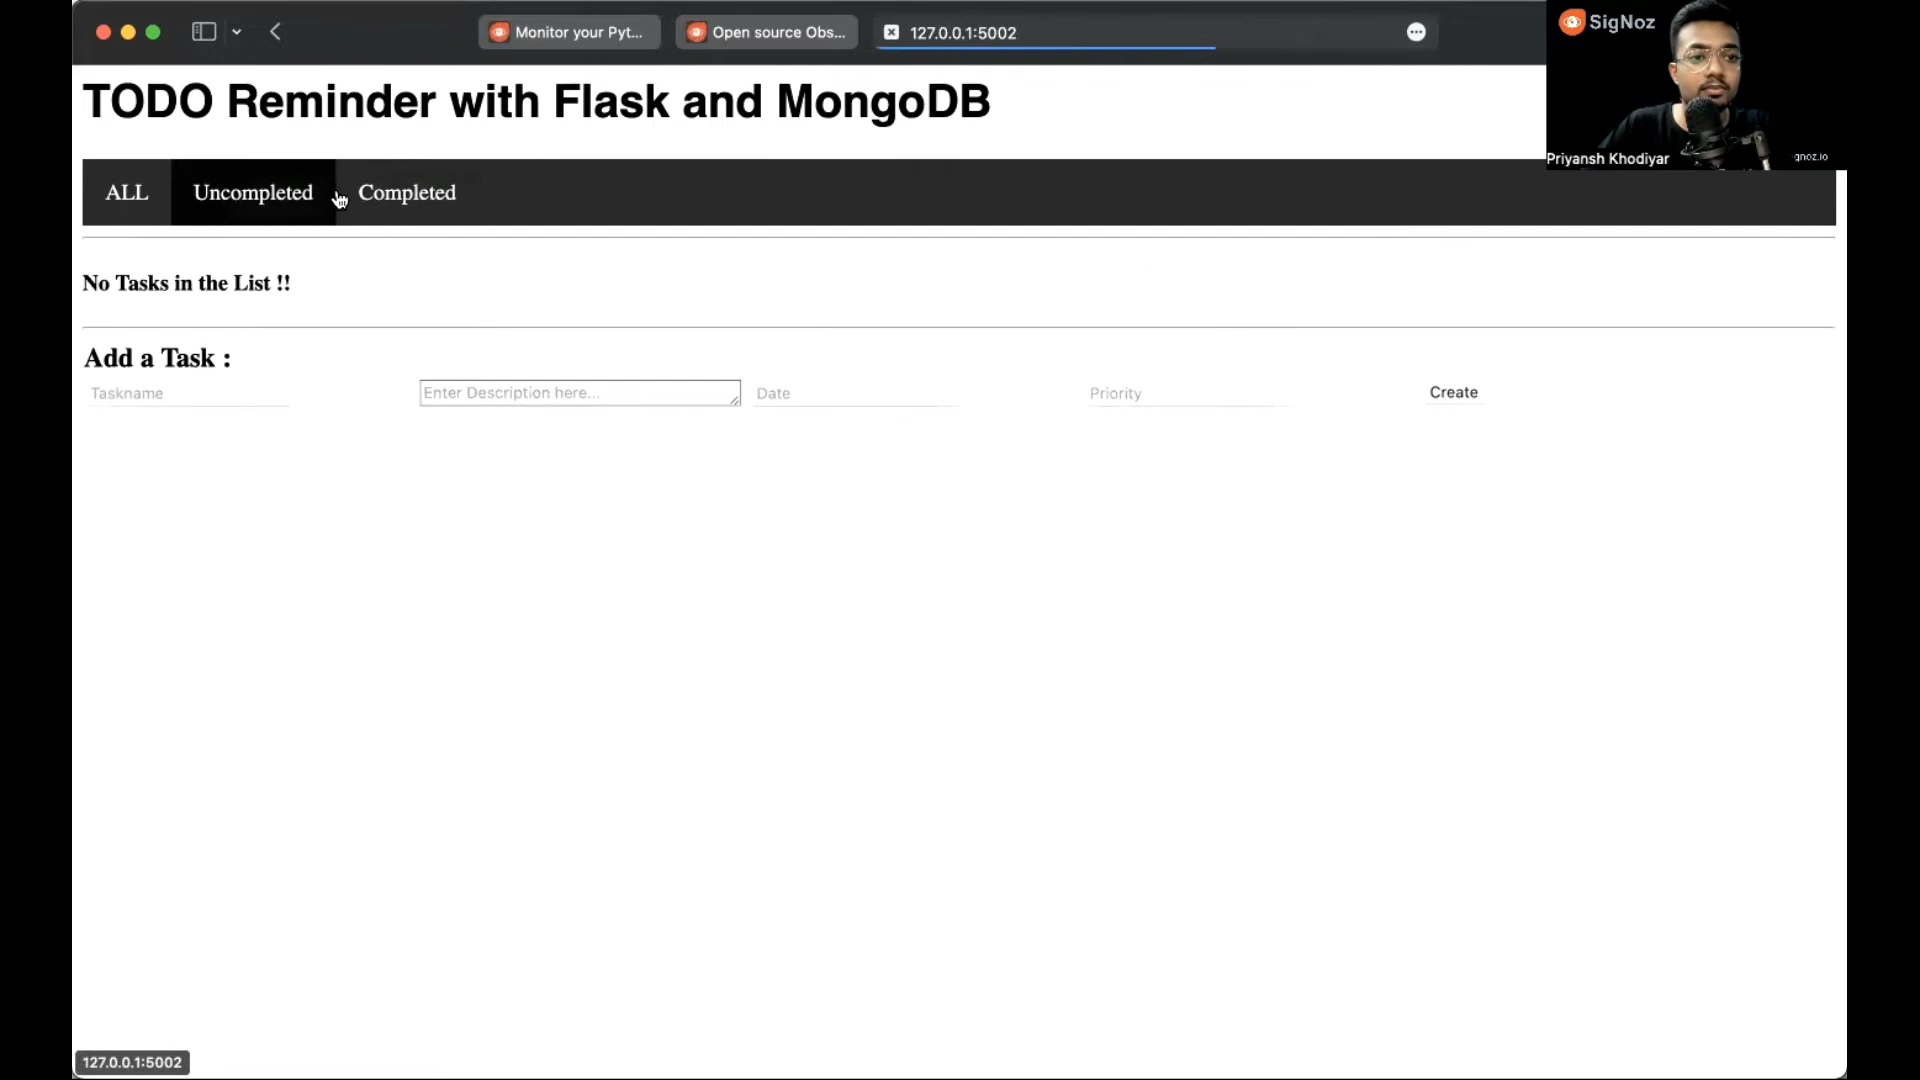 Monitor your Pyt...
Open source Obs...
127.0.0.1:5002
SigNoz
TODO Reminder with Flask and MongoDB
Priyansh Khodiyar
gnoz.io
ALL
Uncompleted
Completed
No Tasks in the List !!
Add a Task :
Taskname
Enter Description here...
Date
Priority
Create
127.0.0.1:5002